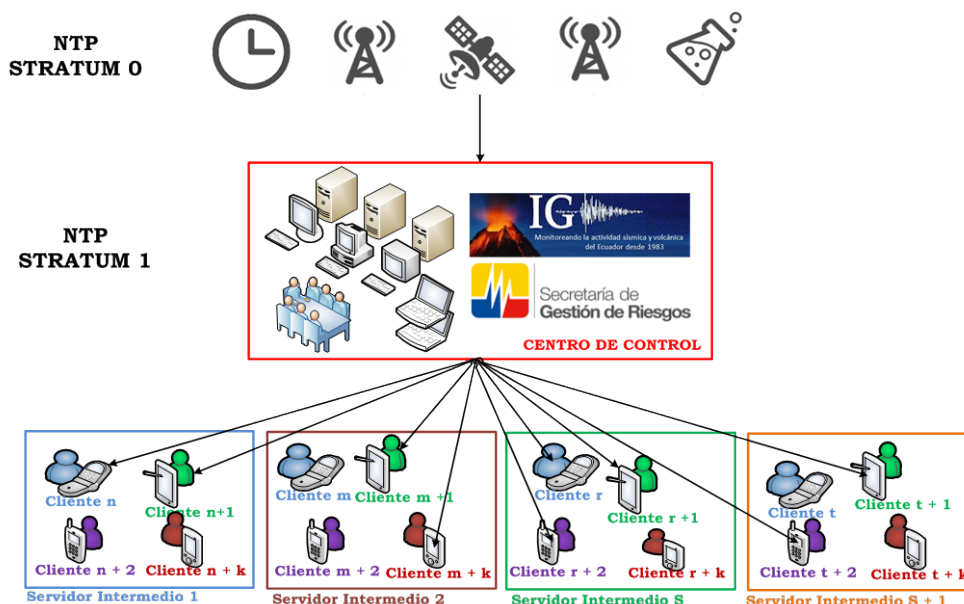 NTP
STRATUM 0
NTP
STRATUM 1
IG
Monitoreando la actividad sísmica y volcánica
del Ecuador desde 1983
Secretaría de
Gestión de Riesgos
CENTRO DE CONTROL
Cliente n
Cliente n+1
Cliente n + 2
Cliente n + k
Servidor Intermedio 1
Cliente m
Cliente m +1
Cliente m + 2
Cliente m + k
Servidor Intermedio 2
Cliente r
Cliente r +1
Cliente r + 2
Cliente r + k
Servidor Intermedio S
Cliente t
Cliente t + 1
Cliente t + 2
Cliente t + k
Servidor Intermedio S + 1